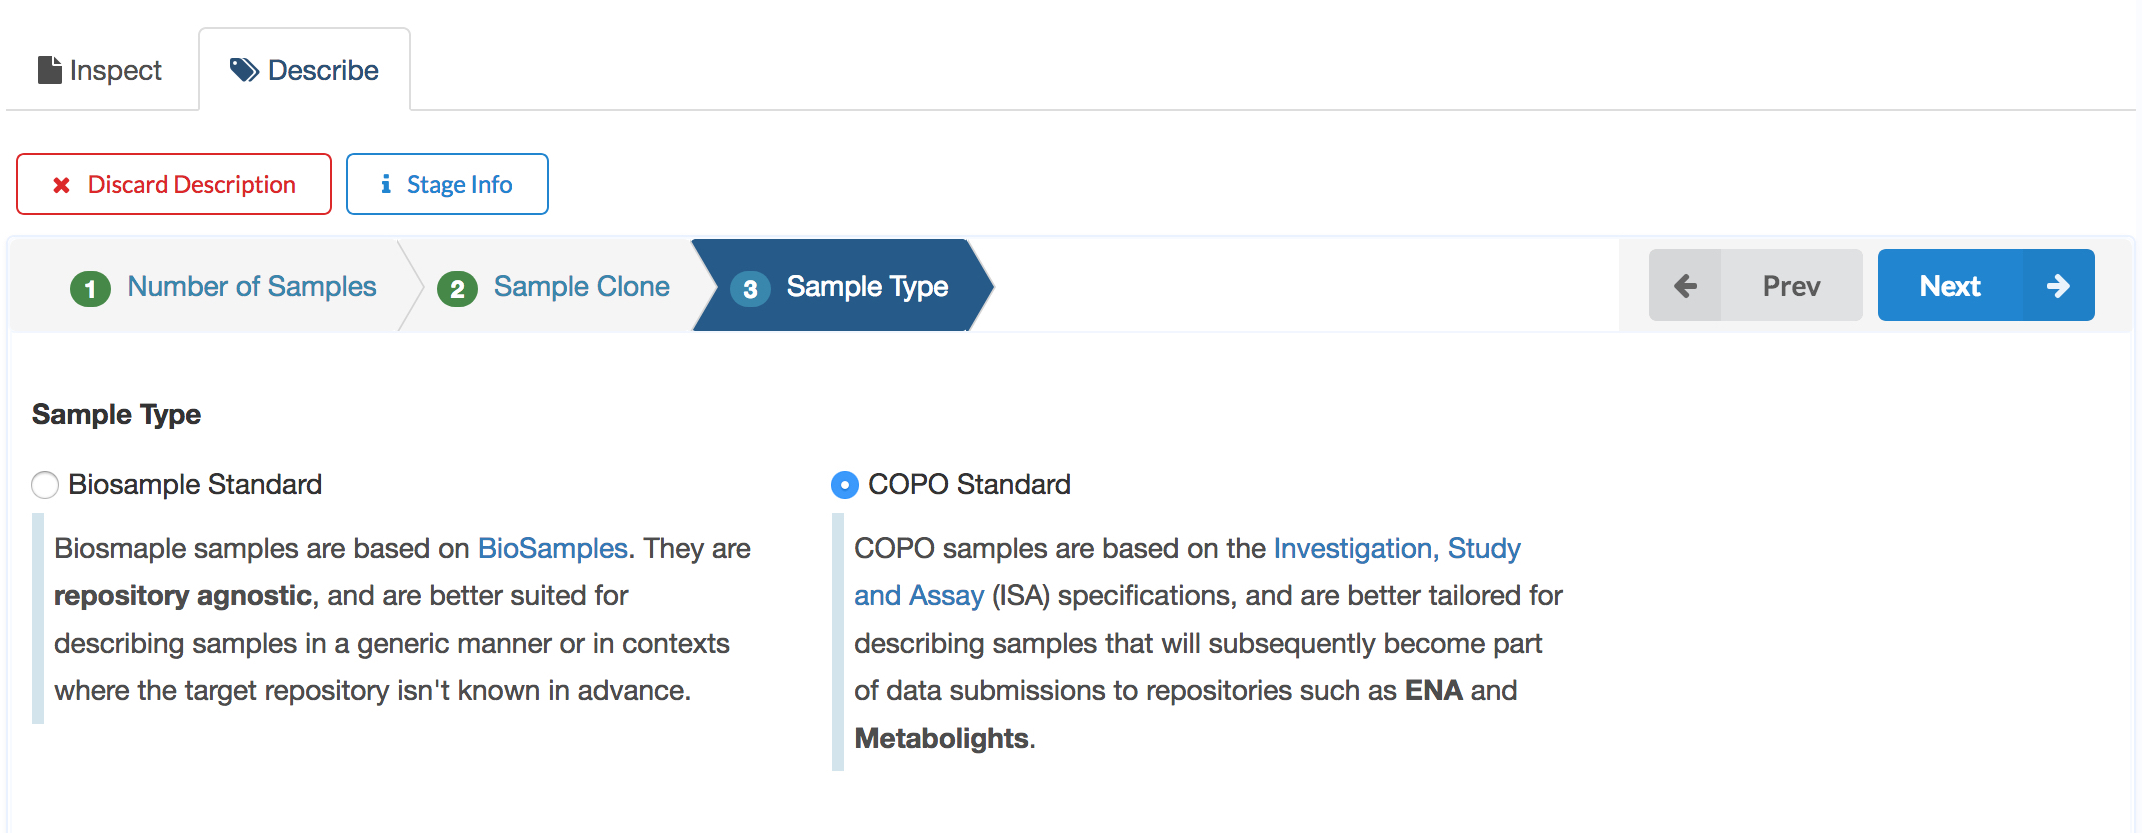 Inspect
Describe
Discard Description
Stage Info
1 Number of Samples
2 Sample Clone
3 Sample Type
Prev
Next
Sample Type
Biosample Standard
Biosmaple samples are based on BioSamples. They are
repository agnostic, and are better suited for
describing samples in a generic manner or in contexts
where the target repository isn't known in advance.
COPO Standard
COPO samples are based on the Investigation, Study
and Assay (ISA) specifications, and are better tailored for
describing samples that will subsequently become part
of data submissions to repositories such as ENA and
Metabolights.